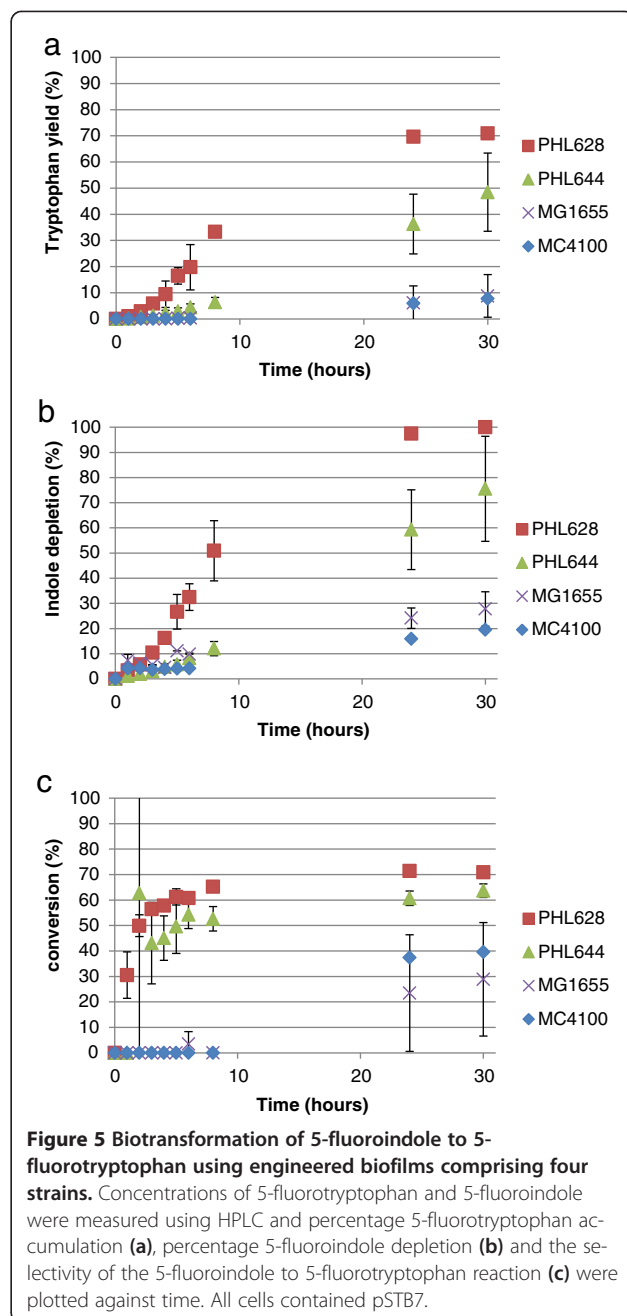 a
100
90
80
70
60
50
40
30
20
10
0
Tryptophan yield (%)
0 10 20 30
Time (hours)
PHL628
PHL644
MG1655
MC4100
b
100
90
80
70
60
50
40
30
20
10
0
Indole depletion (%)
0 10 20 30
Time (hours)
PHL628
PHL644
MG1655
MC4100
c
100
90
80
70
60
50
40
30
20
10
0
conversion (%)
0 10 20 30
Time (hours)
PHL628
PHL644
MG1655
MC4100
Figure 5 Biotransformation of 5-fluoroindole to 5-
fluorotryptophan using engineered biofilms comprising four
strains. Concentrations of 5-fluorotryptophan and 5-fluoroindole
were measured using HPLC and percentage 5-fluorotryptophan ac-
cumulation (a), percentage 5-fluoroindole depletion (b) and the se-
lectivity of the 5-fluoroindole to 5-fluorotryptophan reaction (c) were
plotted against time. All cells contained pSTB7.